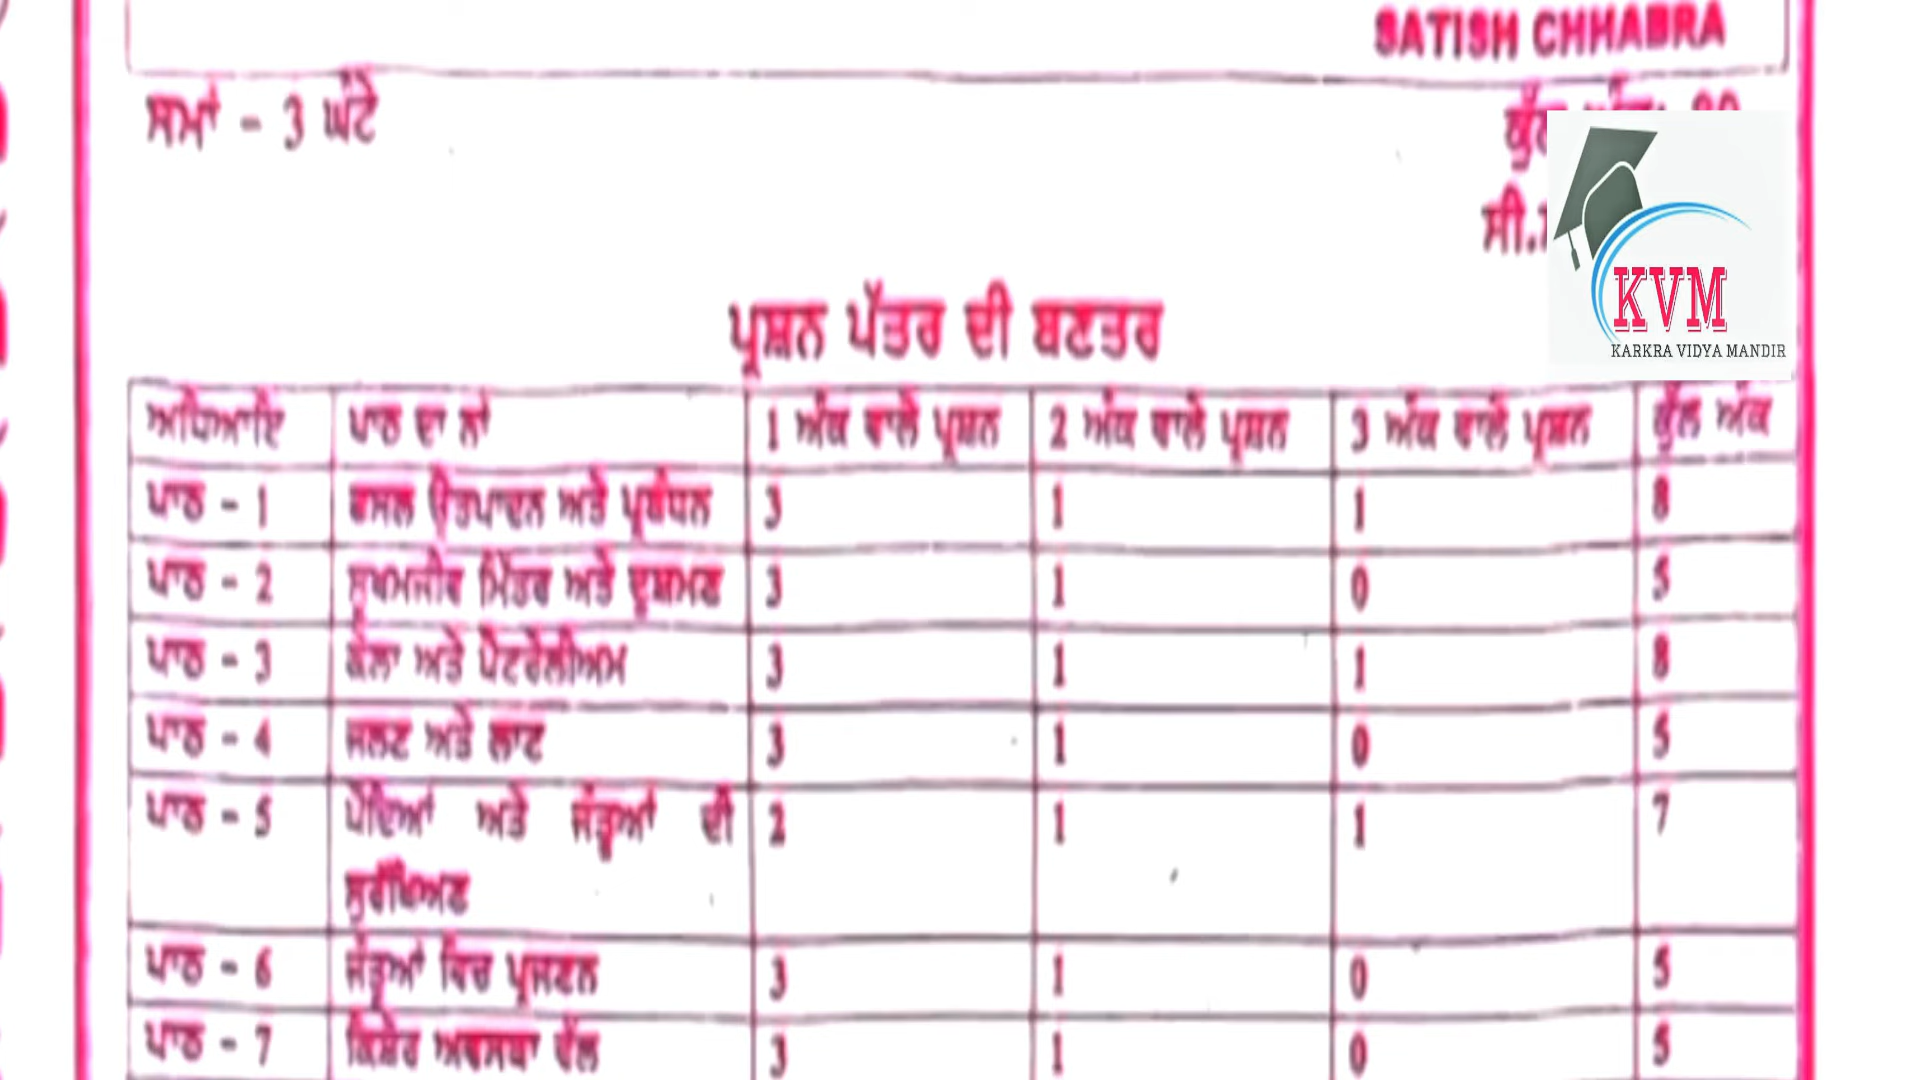 SATISH CHHABRA
ਸਮਾਂ - 3 ਘੰਟੇ
KVM
KARKRA VIDYA MANDIR
ਪ੍ਰਸ਼ਨ ਪੱਤਰ ਦੀ ਬਣਤਰ
ਅਧਿਆਇ ਪਾਠ ਦਾ ਨਾਂ 1 ਅੰਕ ਵਾਲੇ ਪ੍ਰਸ਼ਨ 2 ਅੰਕ ਵਾਲੇ ਪ੍ਰਸ਼ਨ 3 ਅੰਕ ਵਾਲੇ ਪ੍ਰਸ਼ਨ ਕੁੱਲ ਅੰਕ
ਪਾਠ - 1 ਫਸਲ ਉਤਪਾਦਨ ਅਤੇ ਪ੍ਰਬੰਧਨ 3 1 1 8
ਪਾਠ - 2 ਸੂਖਮਜੀਵ ਮਿੱਤਰ ਅਤੇ ਦੁਸ਼ਮਣ 3 1 0 5
ਪਾਠ - 3 ਕੋਲਾ ਅਤੇ ਪੈਟਰੋਲੀਅਮ 3 1 1 8
ਪਾਠ - 4 ਜਲਣ ਅਤੇ ਲਾਟ 3 1 0 5
ਪਾਠ - 5 ਪੌਦਿਆਂ ਅਤੇ ਜੰਤੂਆਂ ਦੀ 2 1 1 7
ਸੁਰੱਖਿਅਣ
ਪਾਠ - 6 ਜੰਤੂਆਂ ਵਿਚ ਪ੍ਰਜਣਨ 3 1 0 5
ਪਾਠ - 7 ਕਿਸ਼ੋਰ ਅਵਸਥਾ ਵੱਲ 3 1 0 5